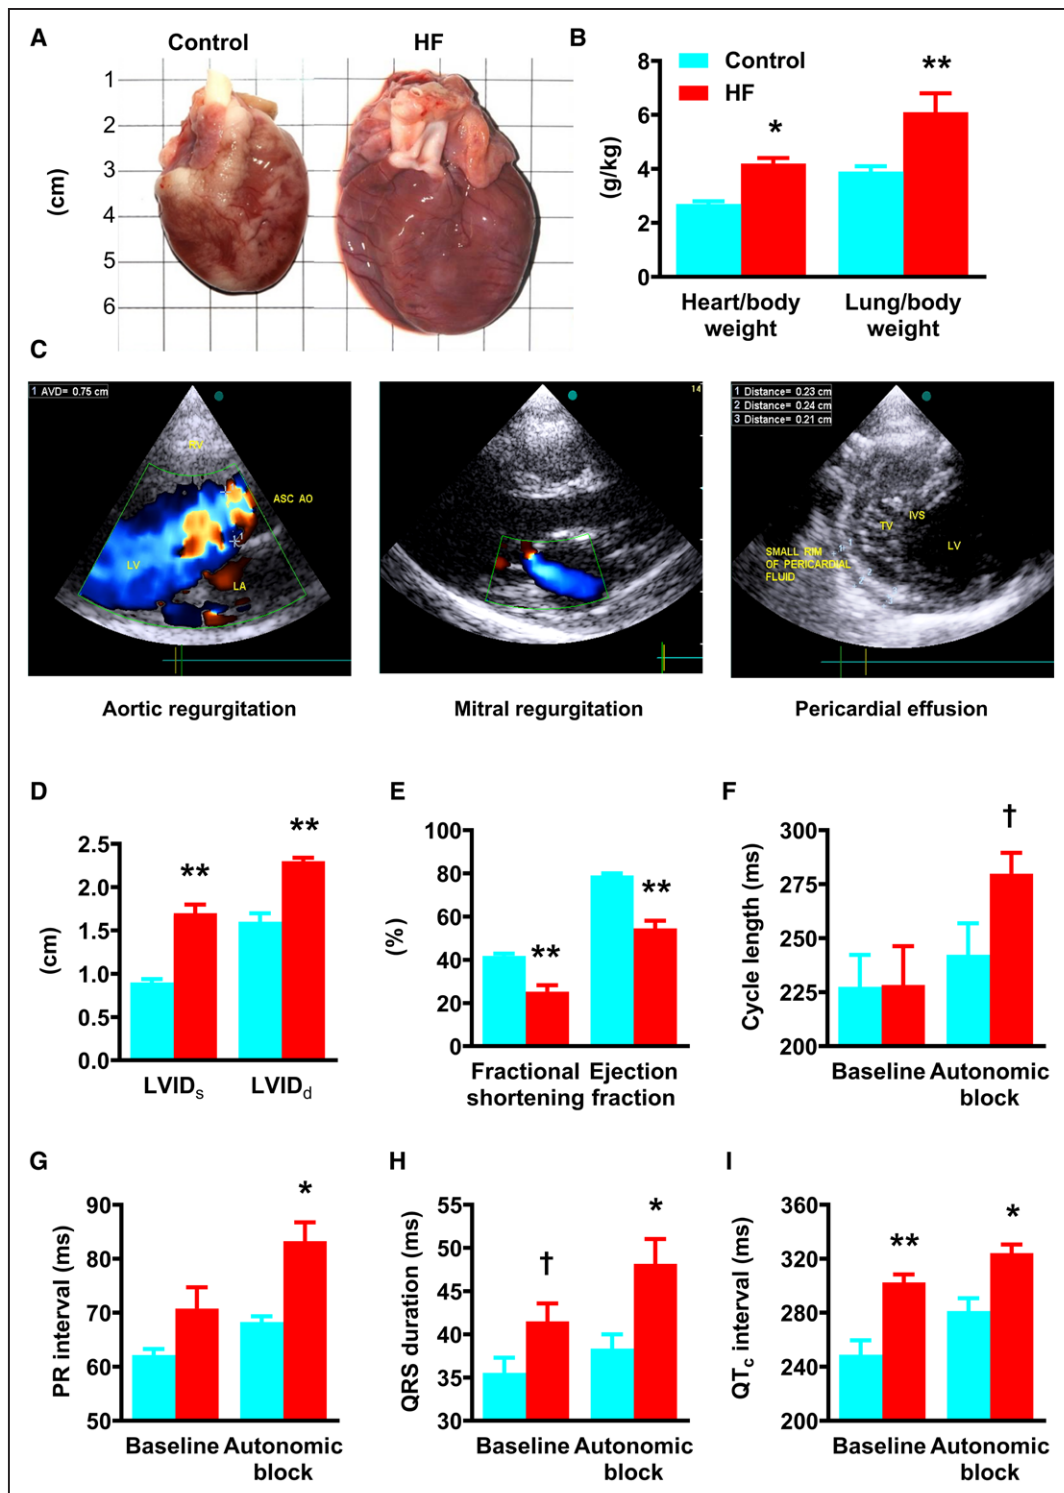 A
Control
HF
1
2
3
4
5
6
(cm)
B
Control
HF
*
**
(g/kg)
8
6
4
2
0
Heart/body
weight
Lung/body
weight
C
1 AVD= 0.75 cm
RV
ASC AO
LV
LA
14
1 Distance= 0.23 cm
2 Distance= 0.24 cm
3 Distance= 0.21 cm
IVS
TV
LV
SMALL RIM
OF PERICARDIAL
FLUID
Aortic regurgitation
Mitral regurgitation
Pericardial effusion
D
(cm)
2.5
2.0
1.5
1.0
0.5
0.0
**
**
LVIDs
LVIDd
E
(%)
100
80
60
40
20
0
**
**
Fractional
shortening
Ejection
fraction
F
Cycle length (ms)
300
275
250
225
200
†
Baseline
Autonomic
block
G
PR interval (ms)
90
80
70
60
50
*
Baseline
Autonomic
block
H
QRS duration (ms)
55
50
45
40
35
30
†
*
Baseline
Autonomic
block
I
QTc interval (ms)
360
320
280
240
200
**
*
Baseline
Autonomic
block